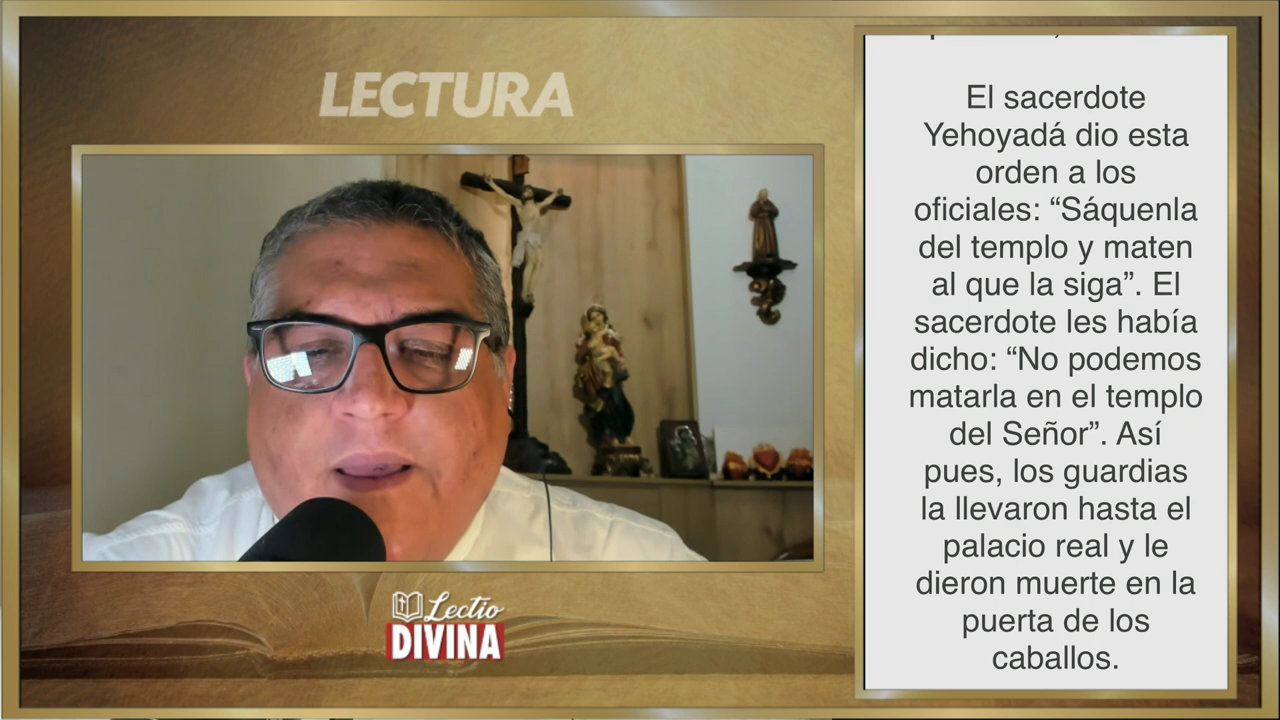 LECTURA
El sacerdote
Yehoyadá dio esta
orden a los
oficiales: “Sáquenla
del templo y maten
al que la siga”. El
sacerdote les había
dicho: “No podemos
matarla en el templo
del Señor”. Así
pues, los guardias
la llevaron hasta el
palacio real y le
dieron muerte en la
puerta de los
caballos.
Lectio
DIVINA